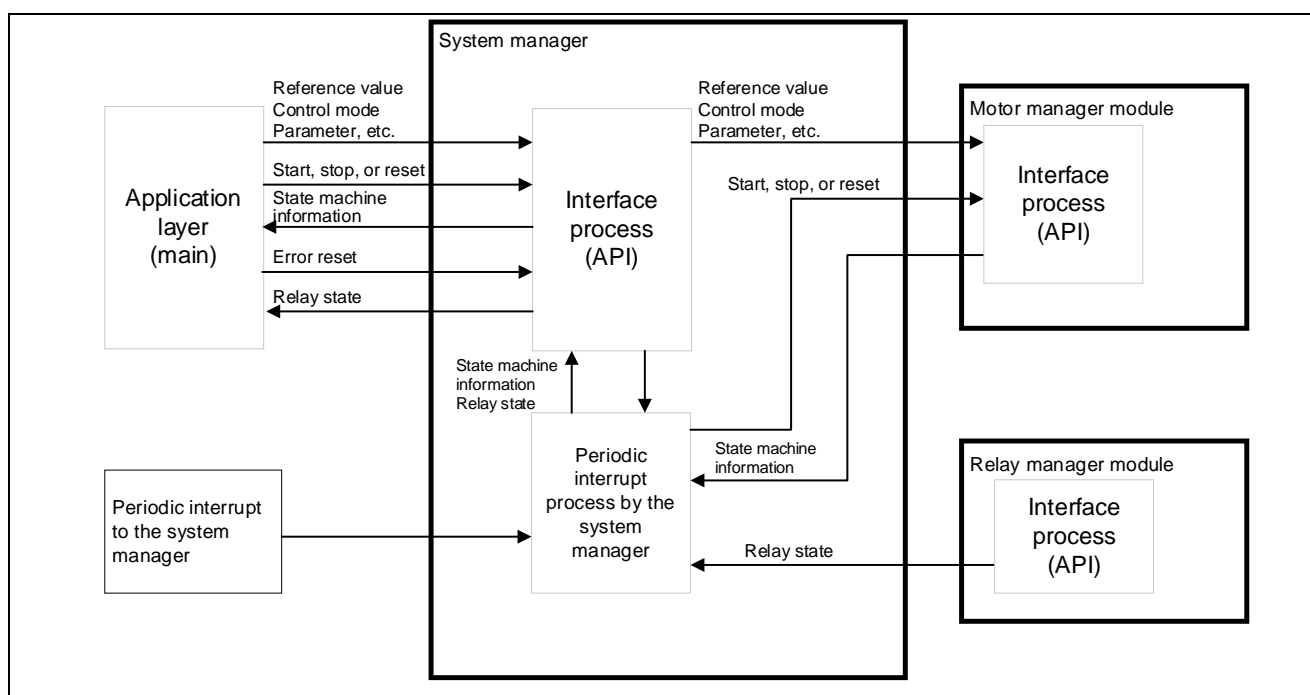 System manager
Reference value
Control mode
Parameter, etc.
Start, stop, or reset
State machine
information
Error reset
Relay state
Application
layer
(main)
Interface
process
(API)
Reference value
Control mode
Parameter, etc.
Start, stop, or reset
Motor manager module
Interface
process
(API)
State machine
information
Relay state
Periodic
interrupt
process by the
system
manager
State machine
information
Relay state
Periodic interrupt
to the system
manager
Relay manager module
Interface
process
(API)